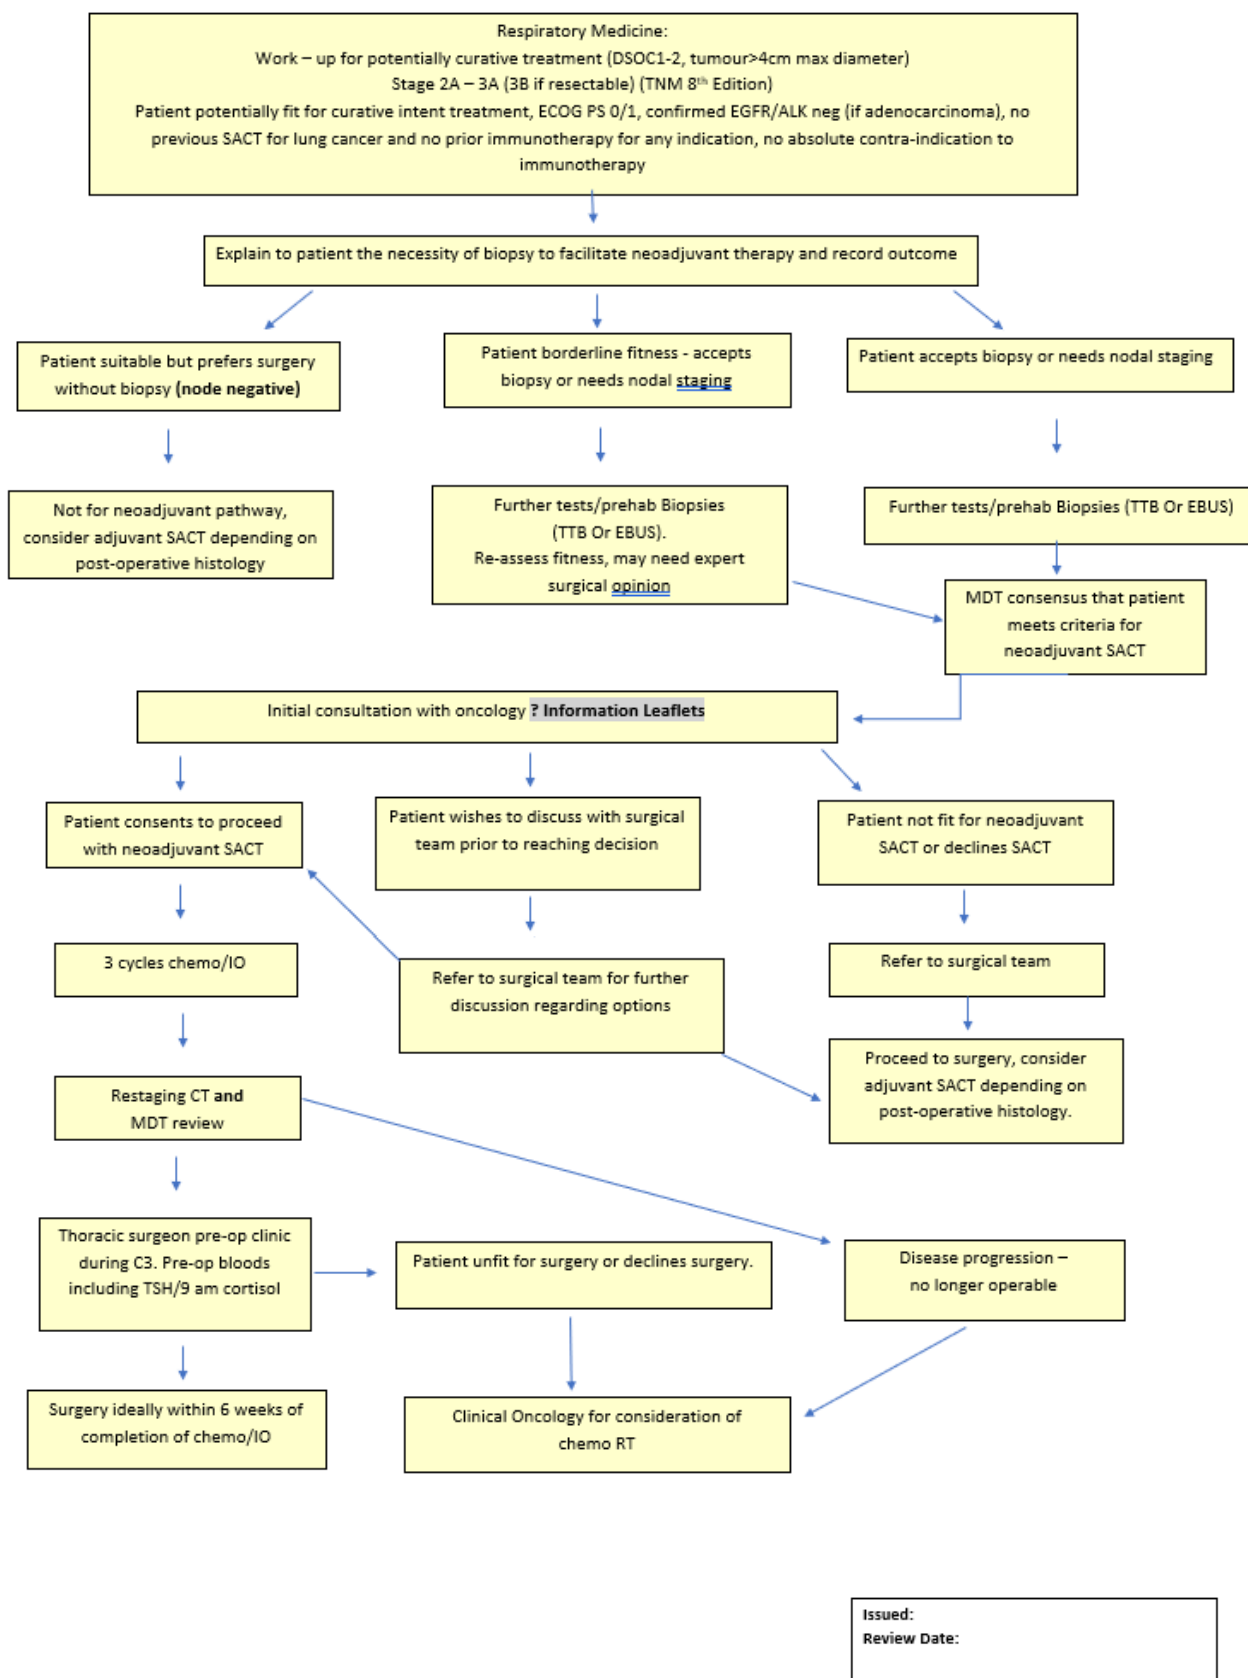 Respiratory Medicine:
Work – up for potentially curative treatment (DSOC1-2, tumour>4cm max diameter)
Stage 2A – 3A (3B if resectable) (TNM 8th Edition)
Patient potentially fit for curative intent treatment, ECOG PS 0/1, confirmed EGFR/ALK neg (if adenocarcinoma), no
previous SACT for lung cancer and no prior immunotherapy for any indication, no absolute contra-indication to
immunotherapy
Explain to patient the necessity of biopsy to facilitate neoadjuvant therapy and record outcome
Patient suitable but prefers surgery
without biopsy (node negative)
Patient borderline fitness - accepts
biopsy or needs nodal staging
Patient accepts biopsy or needs nodal staging
Not for neoadjuvant pathway,
consider adjuvant SACT depending on
post-operative histology
Further tests/prehab Biopsies
(TTB Or EBUS).
Re-assess fitness, may need expert
surgical opinion
Further tests/prehab Biopsies (TTB Or EBUS)
MDT consensus that patient
meets criteria for
neoadjuvant SACT
Initial consultation with oncology ? Information Leaflets
Patient consents to proceed
with neoadjuvant SACT
Patient wishes to discuss with surgical
team prior to reaching decision
Patient not fit for neoadjuvant
SACT or declines SACT
3 cycles chemo/IO
Refer to surgical team for further
discussion regarding options
Refer to surgical team
Proceed to surgery, consider
adjuvant SACT depending on
post-operative histology.
Restaging CT and
MDT review
Thoracic surgeon pre-op clinic
during C3. Pre-op bloods
including TSH/9 am cortisol
Patient unfit for surgery or declines surgery.
Disease progression –
no longer operable
Surgery ideally within 6 weeks of
completion of chemo/IO
Clinical Oncology for consideration of
chemo RT
Issued:
Review Date: